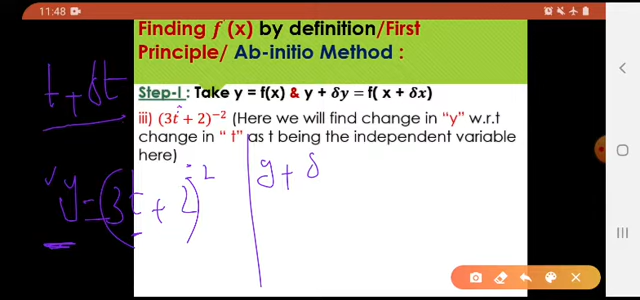 11:48
Finding f′(x) by definition/First
Principle/ Ab-initio Method :
Step-I : Take y = f(x) & y + δy = f( x + δx)
iii) (3t + 2)⁻² (Here we will find change in "y" w.r.t
change in " t" as t being the independent variable
here)
t + δt
y = (3t + 2)⁻²
y + δ